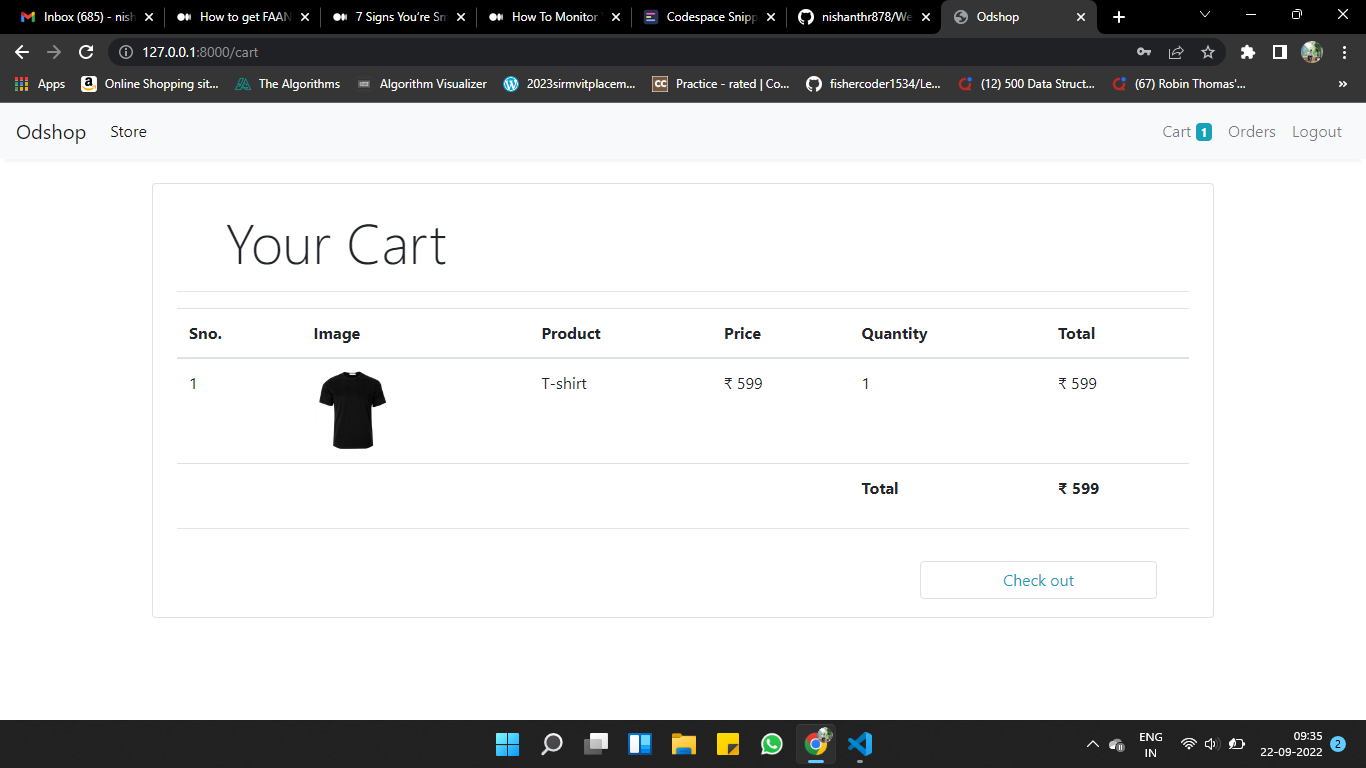 Inbox (685) - nish
How to get FAAN
7 Signs You're Sm
How To Monitor
Codespace Snipp
nishanthr878/We
Odshop
127.0.0.1:8000/cart
Apps
Online Shopping sit...
The Algorithms
Algorithm Visualizer
2023sirmvitplacem...
CC
Practice - rated | Co...
fishercoder1534/Le...
(12) 500 Data Struct...
(67) Robin Thomas'...
»
Odshop Store Cart 1 Orders Logout
Your Cart
Sno. Image Product Price Quantity Total
1 T-shirt ₹ 599 1 ₹ 599
Total ₹ 599
Check out
ENG
IN
09:35
22-09-2022
2